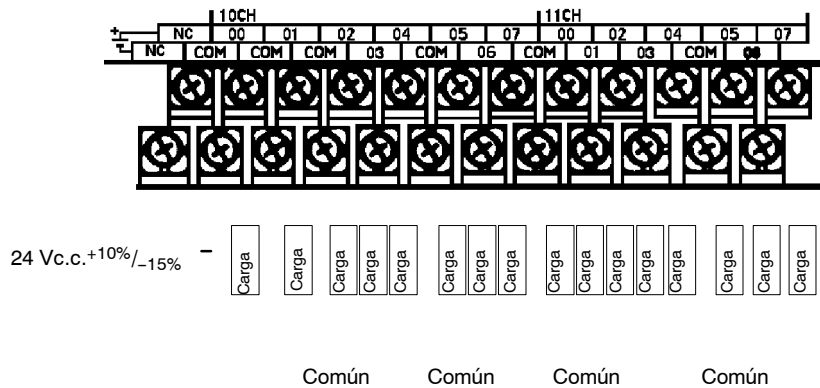 10CH 11CH
NC 00 01 02 04 05 07 00 02 04 05 07
NC COM COM COM 03 COM 06 COM 01 03 COM
24 Vc.c.+10%/–15% –
Carga Carga Carga Carga Carga Carga Carga Carga Carga Carga Carga Carga Carga Carga Carga Carga
Común Común Común Común